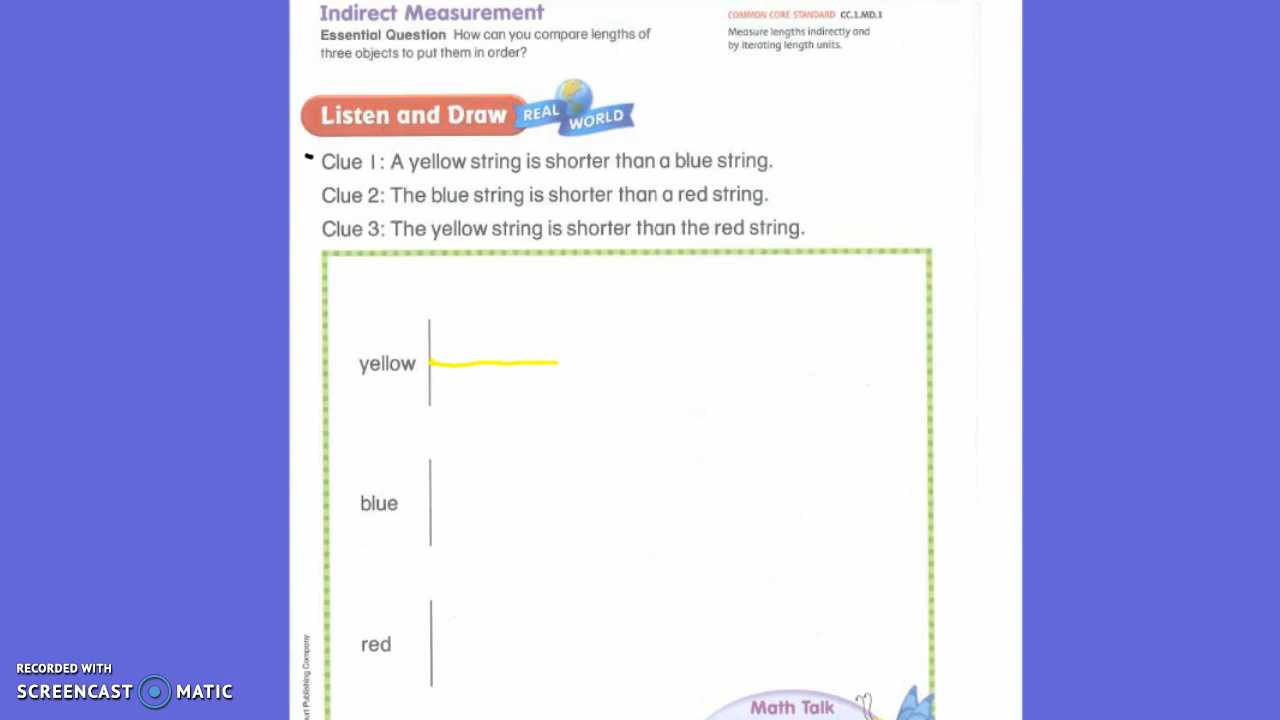 Indirect Measurement
Essential Question How can you compare lengths of
three objects to put them in order?
COMMON CORE STANDARD CC.1.MD.1
Measure lengths indirectly and
by iterating length units.
Listen and Draw REAL WORLD
Clue 1: A yellow string is shorter than a blue string.
Clue 2: The blue string is shorter than a red string.
Clue 3: The yellow string is shorter than the red string.
yellow
blue
red
Publishing Company
Math Talk
RECORDED WITH
SCREENCAST MATIC